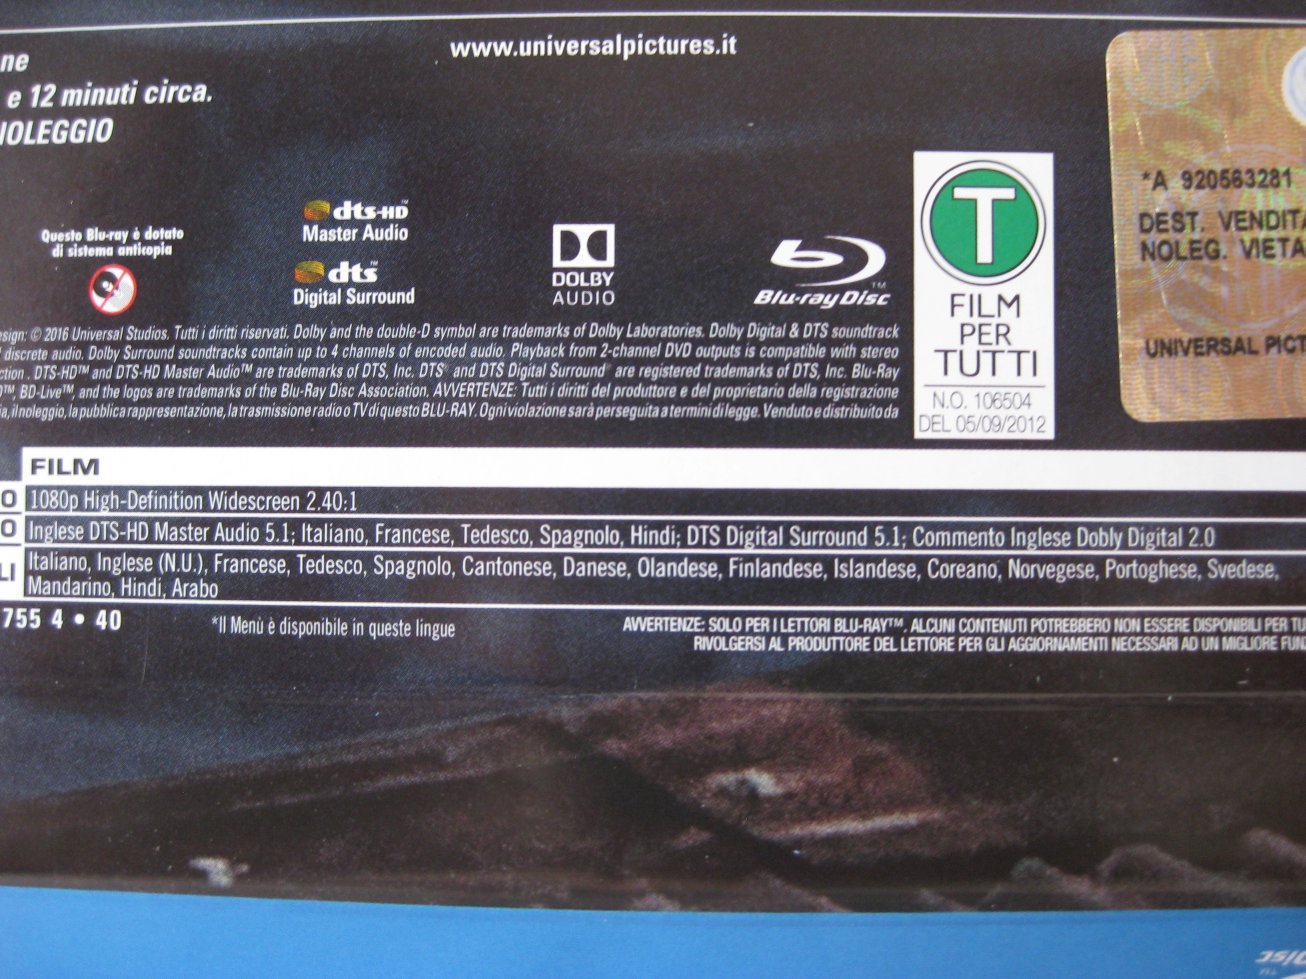 www.universalpictures.it
ne
e 12 minuti circa.
NOLEGGIO
*A 920563281
DEST. VENDITA
NOLEG. VIETA
UNIVERSAL PICT
Questo Blu-ray è dotato
di sistema anticopia
dts-HD™
Master Audio
dts™
Digital Surround
DOLBY
AUDIO
Blu-ray Disc™
T
FILM
PER
TUTTI
N.O. 106504
DEL 05/09/2012
esign: © 2016 Universal Studios. Tutti i diritti riservati. Dolby and the double-D symbol are trademarks of Dolby Laboratories. Dolby Digital & DTS soundtrack
discrete audio. Dolby Surround soundtracks contain up to 4 channels of encoded audio. Playback from 2-channel DVD outputs is compatible with stereo
ction. DTS-HD™ and DTS-HD Master Audio™ are trademarks of DTS, Inc. DTS® and DTS Digital Surround® are registered trademarks of DTS, Inc. Blu-Ray
D™, BD-Live™, and the logos are trademarks of the Blu-Ray Disc Association. AVVERTENZE: Tutti i diritti del produttore e del proprietario della registrazione
ia, il noleggio, la pubblica rappresentazione, la trasmissione radio o TV di questo BLU-RAY. Ogni violazione sarà perseguita a termini di legge. Venduto e distribuito da
FILM
O 1080p High-Definition Widescreen 2.40:1
O Inglese DTS-HD Master Audio 5.1; Italiano, Francese, Tedesco, Spagnolo, Hindi; DTS Digital Surround 5.1; Commento Inglese Dobly Digital 2.0
LI Italiano, Inglese (N.U.), Francese, Tedesco, Spagnolo, Cantonese, Danese, Olandese, Finlandese, Islandese, Coreano, Norvegese, Portoghese, Svedese,
Mandarino, Hindi, Arabo
755 4 • 40
*Il Menù è disponibile in queste lingue
AVVERTENZE: SOLO PER I LETTORI BLU-RAY™. ALCUNI CONTENUTI POTREBBERO NON ESSERE DISPONIBILI PER TU
RIVOLGERSI AL PRODUTTORE DEL LETTORE PER GLI AGGIORNAMENTI NECESSARI AD UN MIGLIORE FUN
Disc